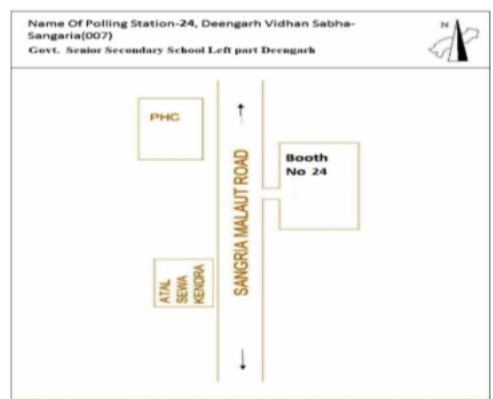 Name Of Polling Station-24, Deengarh Vidhan Sabha-
Sangaria(007)
Govt. Senior Secondary School Left part Deengarh
N
PHC
Booth
No 24
SANGRIA MALAUT ROAD
ATAL
SEWA
KENDRA